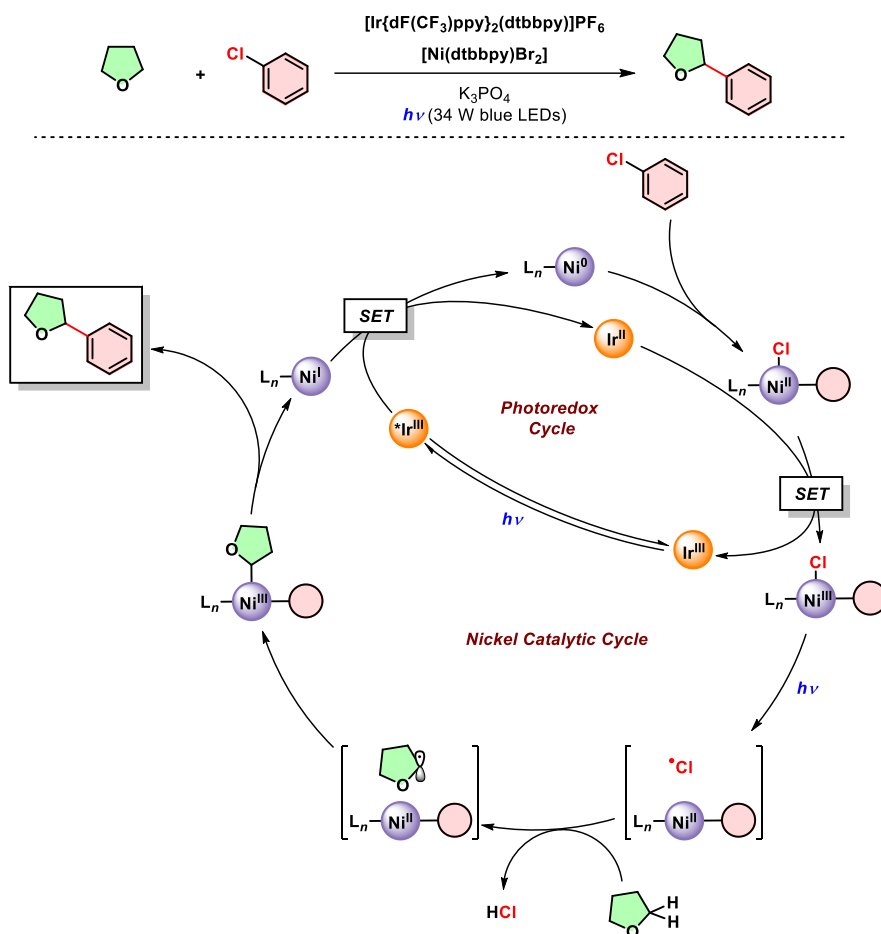 [Ir{dF(CF3)ppy}2(dtbbpy)]PF6
Cl
[Ni(dtbbpy)Br2]
O
+
O
K3PO4
hν (34 W blue LEDs)
Cl
Ln Ni0
SET
IrII
O
Cl
Ln NiI
Ln NiII
Photoredox
Cycle
*IrIII
SET
hν
IrIII
O
Cl
Ln NiIII
Ln NiIII
Nickel Catalytic Cycle
hν
•Cl
O
Ln NiII
Ln NiII
H
HCl
H
O